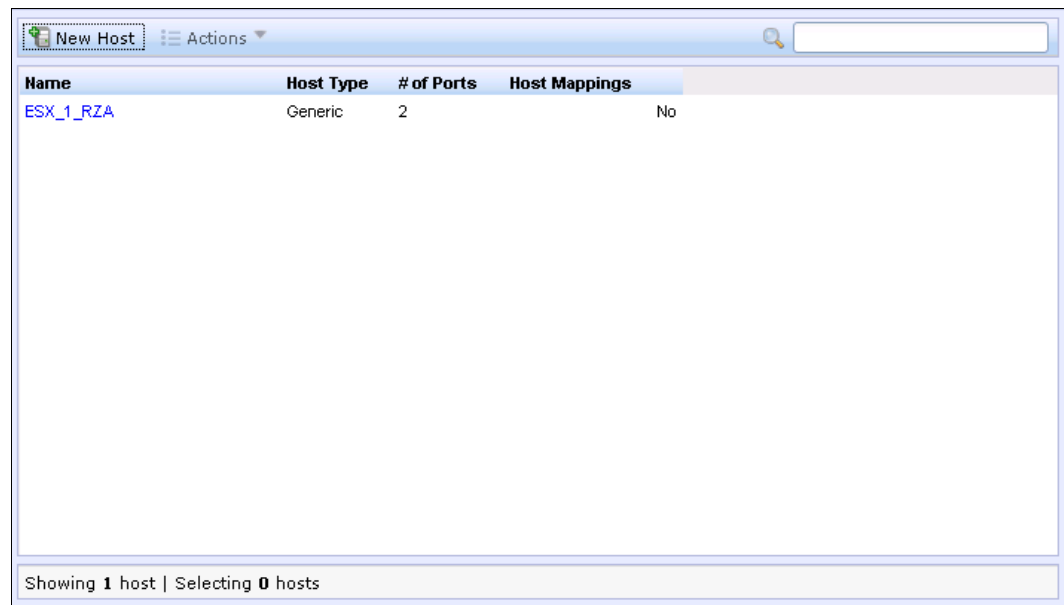 New Host Actions
Name Host Type # of Ports Host Mappings
ESX_1_RZA Generic 2 No
Showing 1 host | Selecting 0 hosts